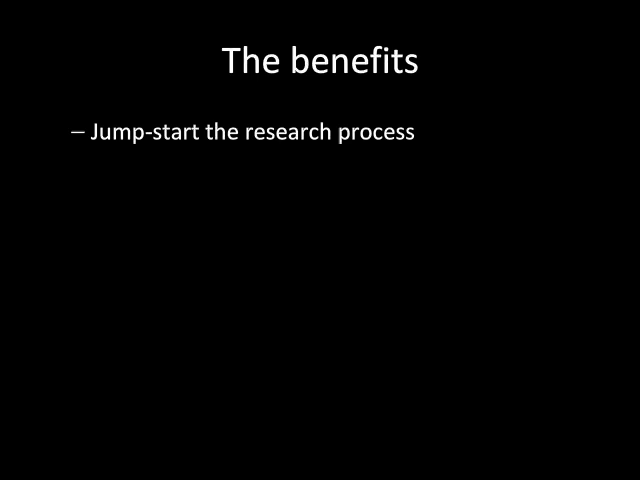 The benefits
– Jump-start the research process